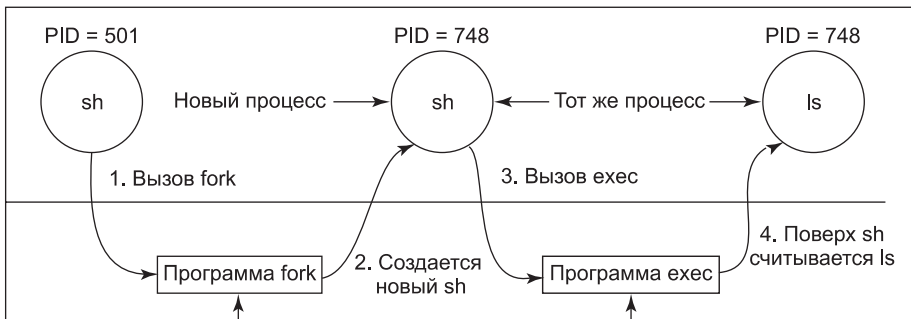 PID = 501
PID = 748
PID = 748
sh
Новый процесс
sh
Тот же процесс
ls
1. Вызов fork
3. Вызов exec
Программа fork
2. Создается
новый sh
Программа exec
4. Поверх sh
считывается ls